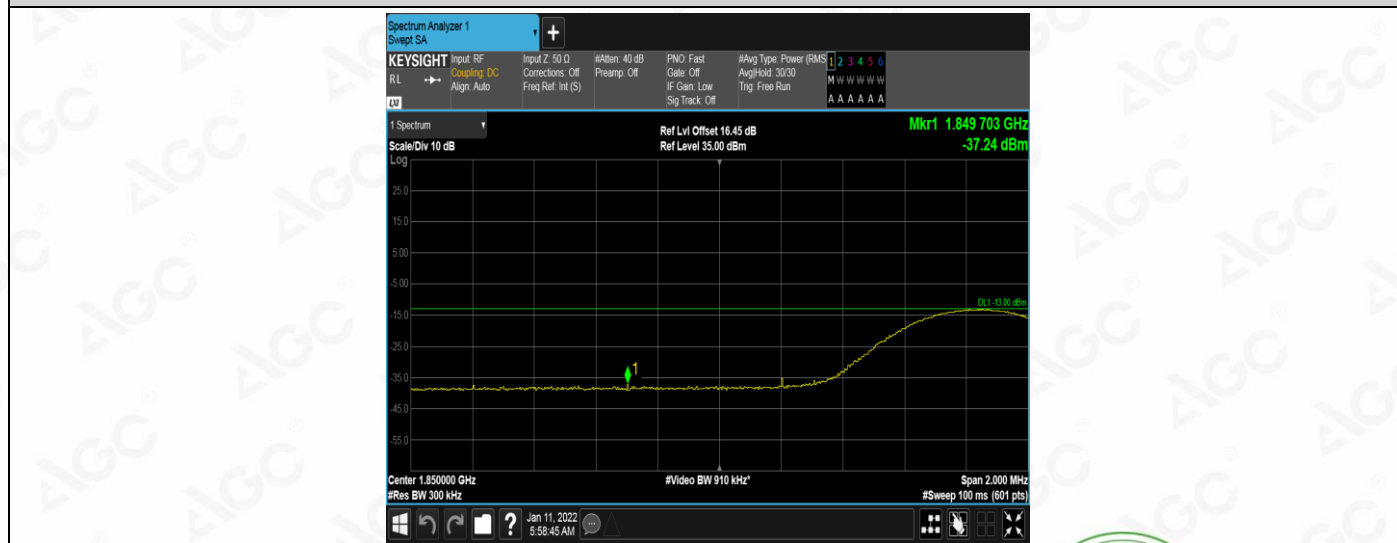 Spectrum Analyzer 1
Swept SA
+
KEYSIGHT Input: RF Input Z: 50 Ω #Atten: 40 dB PNO: Fast #Avg Type: Power (RMS 1 2 3 4 5 6
RL Coupling: DC Corrections: Off Preamp: Off Gate: Off Avg|Hold: 30/30 M W W W W W
Align: Auto Freq Ref: Int (S) IF Gain: Low Trig: Free Run
LXI Sig Track: Off A A A A A A
1 Spectrum Ref Lvl Offset 16.45 dB Mkr1 1.849 703 GHz
Scale/Div 10 dB Ref Level 35.00 dBm -37.24 dBm
Log
25.0
15.0
5.00
-5.00
DL1 -13.00 dBm
-15.0
-25.0
-35.0
1
-45.0
-55.0
Center 1.850000 GHz #Video BW 910 kHz* Span 2.000 MHz
#Res BW 300 kHz #Sweep 100 ms (601 pts)
? Jan 11, 2022
5:58:45 AM
AGC